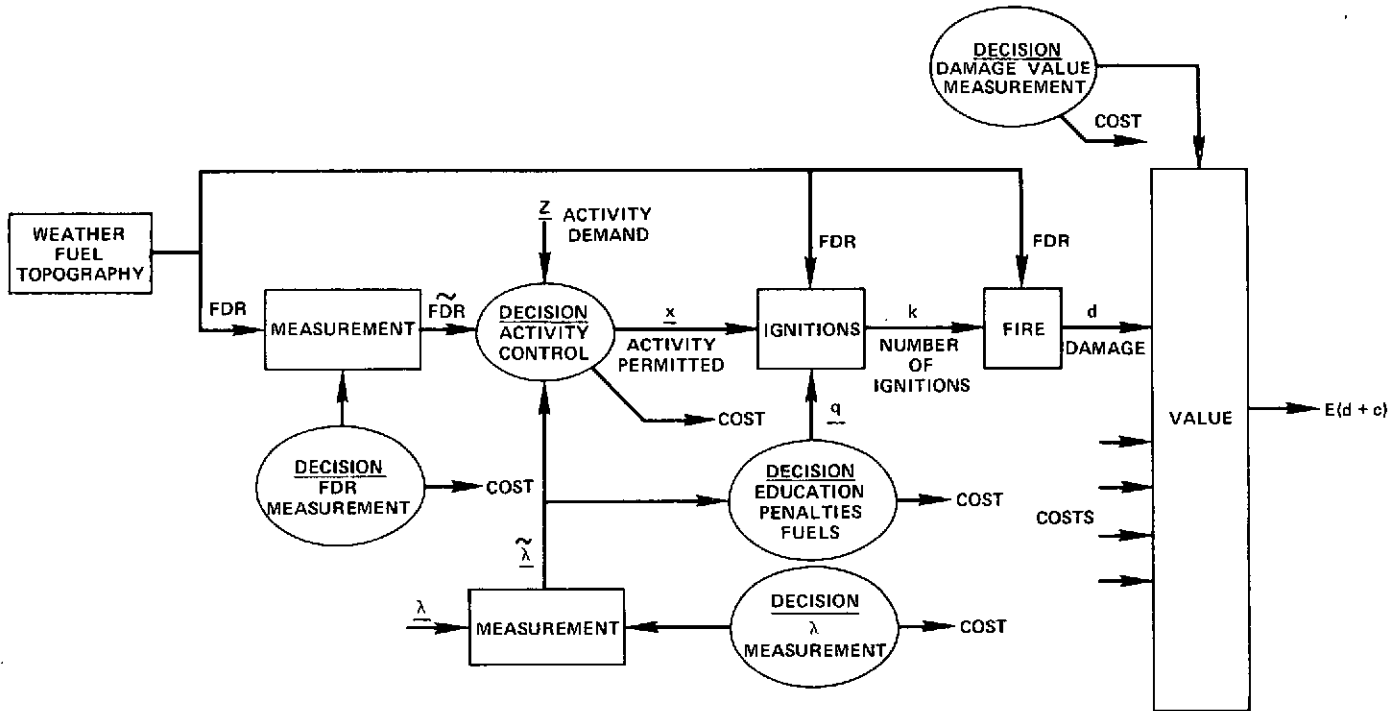 DECISION
DAMAGE VALUE
MEASUREMENT
COST
WEATHER
FUEL
TOPOGRAPHY
Z ACTIVITY
DEMAND
FDR
FDR
FDR
MEASUREMENT
F̃DR
DECISION
ACTIVITY
CONTROL
x
ACTIVITY
PERMITTED
IGNITIONS
k
NUMBER
OF
IGNITIONS
FIRE
d
DAMAGE
VALUE
E(d + c)
COST
q
DECISION
FDR
MEASUREMENT
COST
DECISION
EDUCATION
PENALTIES
FUELS
COST
COSTS
λ̃
λ
MEASUREMENT
DECISION
λ
MEASUREMENT
COST